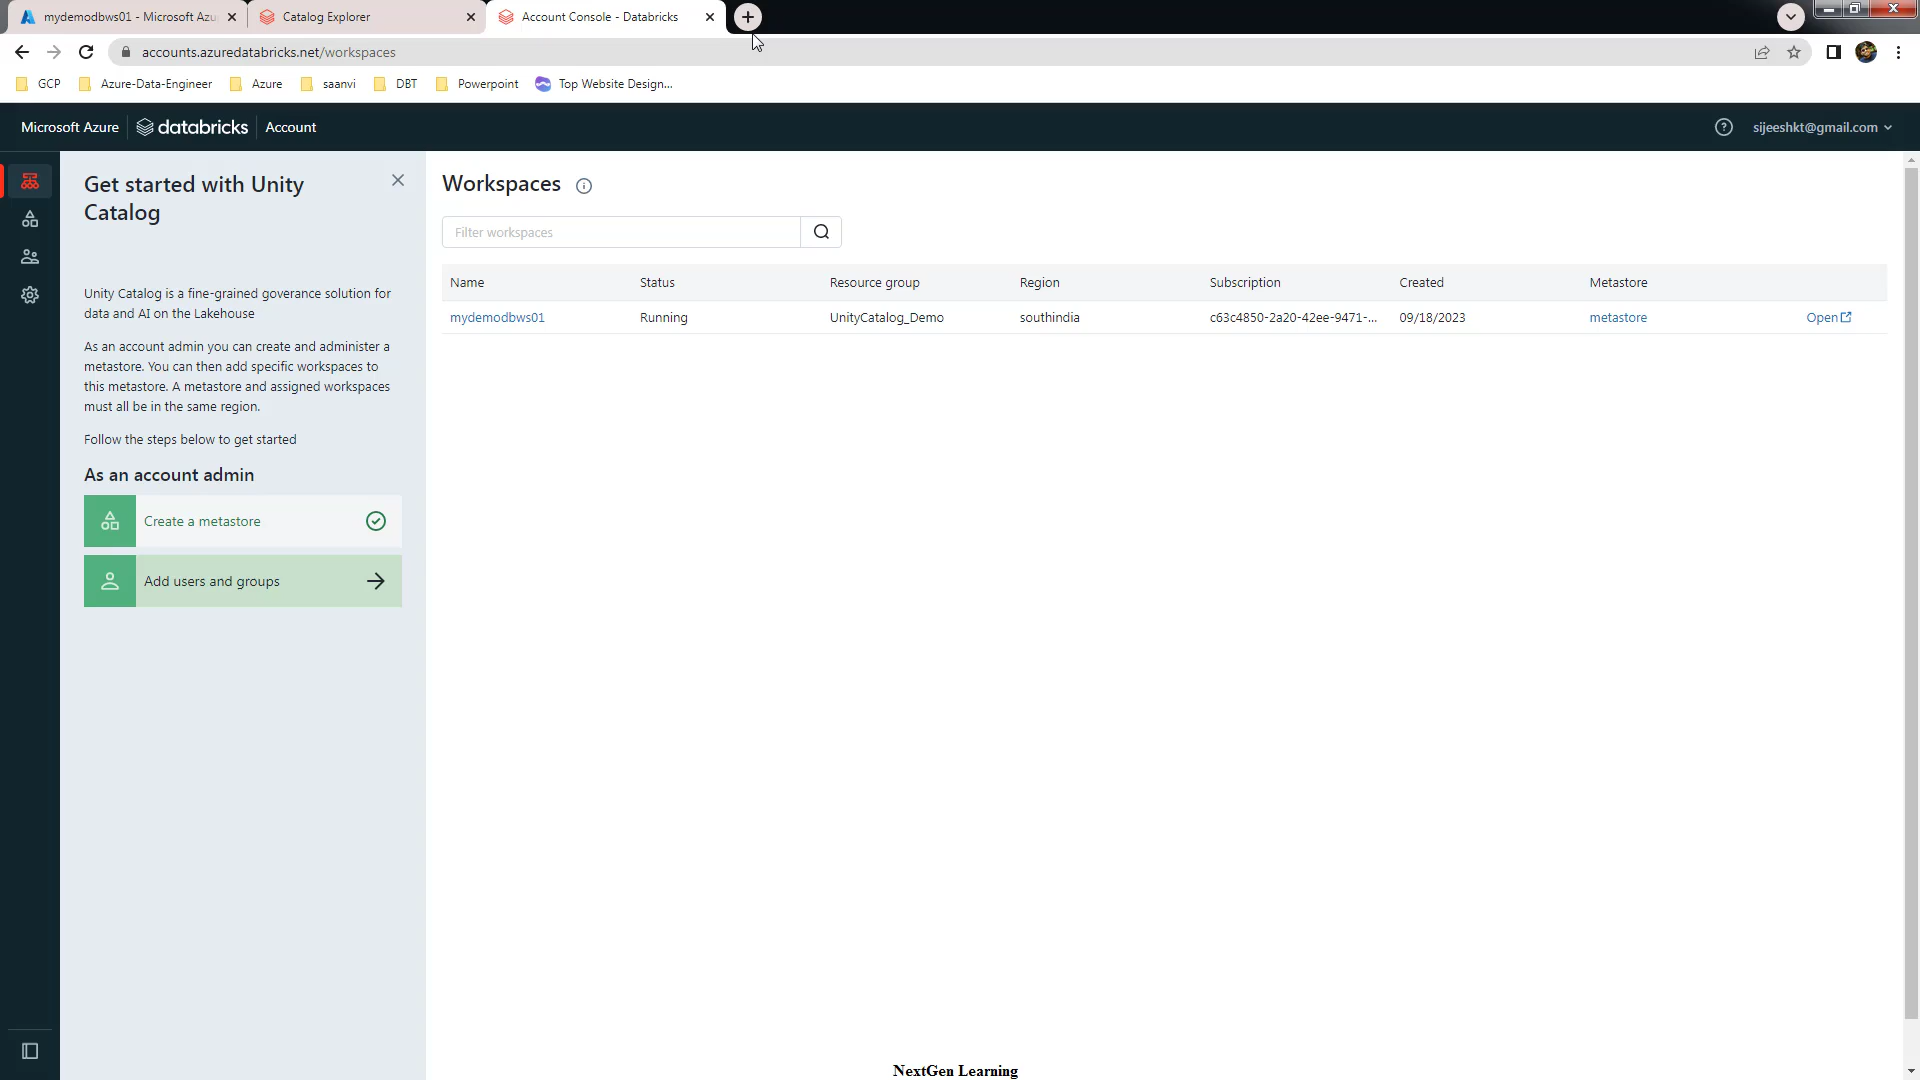 mydemodbws01 - Microsoft Azu
Catalog Explorer
Account Console - Databricks
accounts.azuredatabricks.net/workspaces
GCP
Azure-Data-Engineer
Azure
saanvi
DBT
Powerpoint
Top Website Design...
Microsoft Azure
databricks
Account
sijeeshkt@gmail.com
Get started with Unity
Catalog
Unity Catalog is a fine-grained goverance solution for
data and AI on the Lakehouse
As an account admin you can create and administer a
metastore. You can then add specific workspaces to
this metastore. A metastore and assigned workspaces
must all be in the same region.
Follow the steps below to get started
As an account admin
Create a metastore
Add users and groups
Workspaces
Filter workspaces
Name Status Resource group Region Subscription Created Metastore
mydemodbws01 Running UnityCatalog_Demo southindia c63c4850-2a20-42ee-9471-... 09/18/2023 metastore Open
NextGen Learning